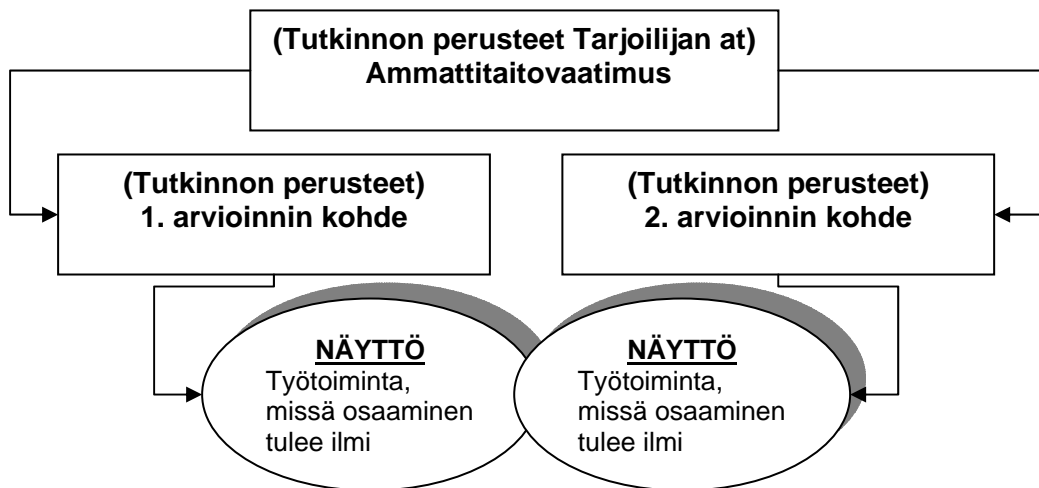 (Tutkinnon perusteet Tarjoilijan at)
Ammattitaitovaatimus
(Tutkinnon perusteet)
1. arvioinnin kohde
(Tutkinnon perusteet)
2. arvioinnin kohde
NÄYTTÖ
Työtoiminta,
missä osaaminen
tulee ilmi
NÄYTTÖ
Työtoiminta,
missä osaaminen
tulee ilmi